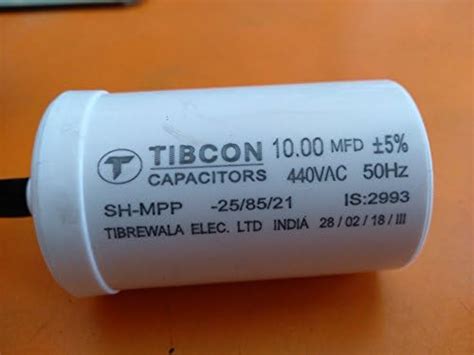 T TIBCON 10.00 MFD ±5%
CAPACITORS 440VAC 50Hz
SH-MPP -25/85/21 IS:2993
TIBREWALA ELEC. LTD INDIA 28/02/18/III